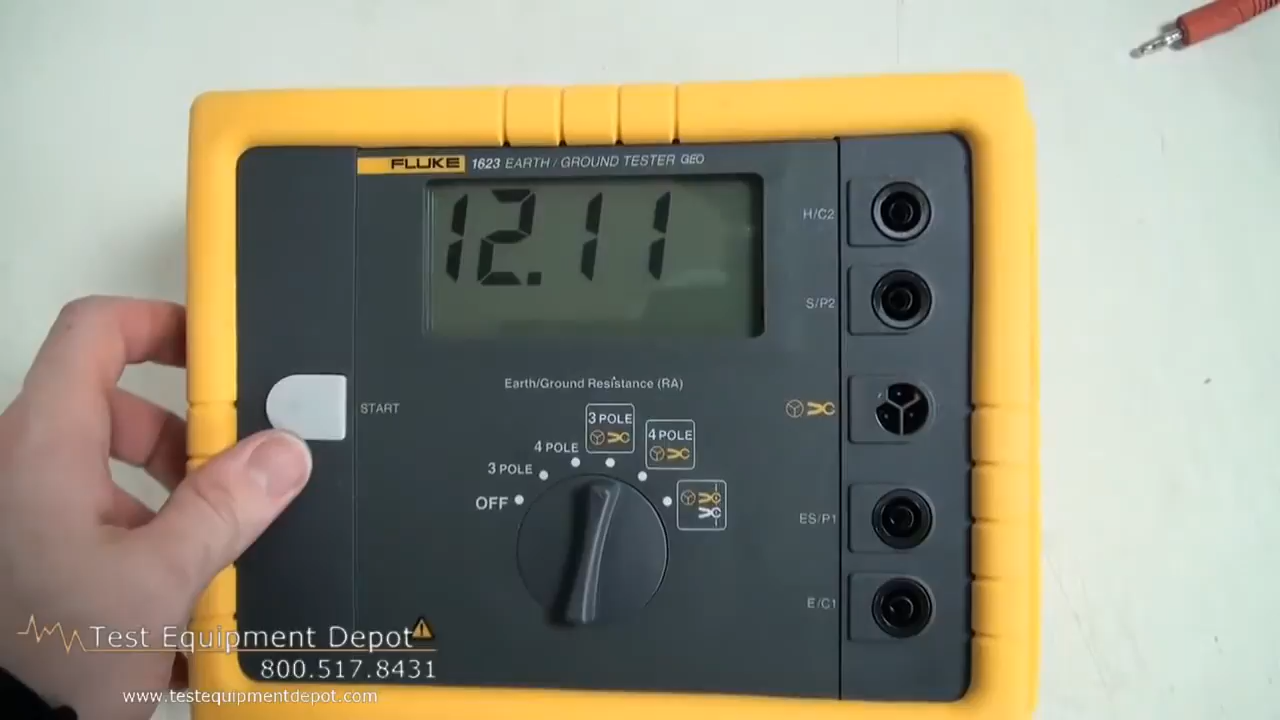 FLUKE 1623 EARTH / GROUND TESTER GEO
12.11
H/C2
S/P2
Earth/Ground Resistance (RA)
START
3 POLE
4 POLE
4 POLE
3 POLE
OFF
ES/P1
E/C1
Test Equipment Depot
800.517.8431
www.testequipmentdepot.com